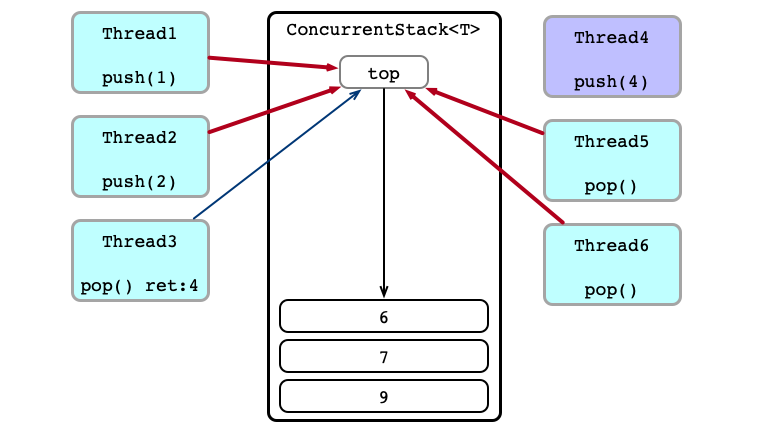 Thread1
push(1)
Thread2
push(2)
Thread3
pop() ret:4
ConcurrentStack<T>
top
6
7
9
Thread4
push(4)
Thread5
pop()
Thread6
pop()